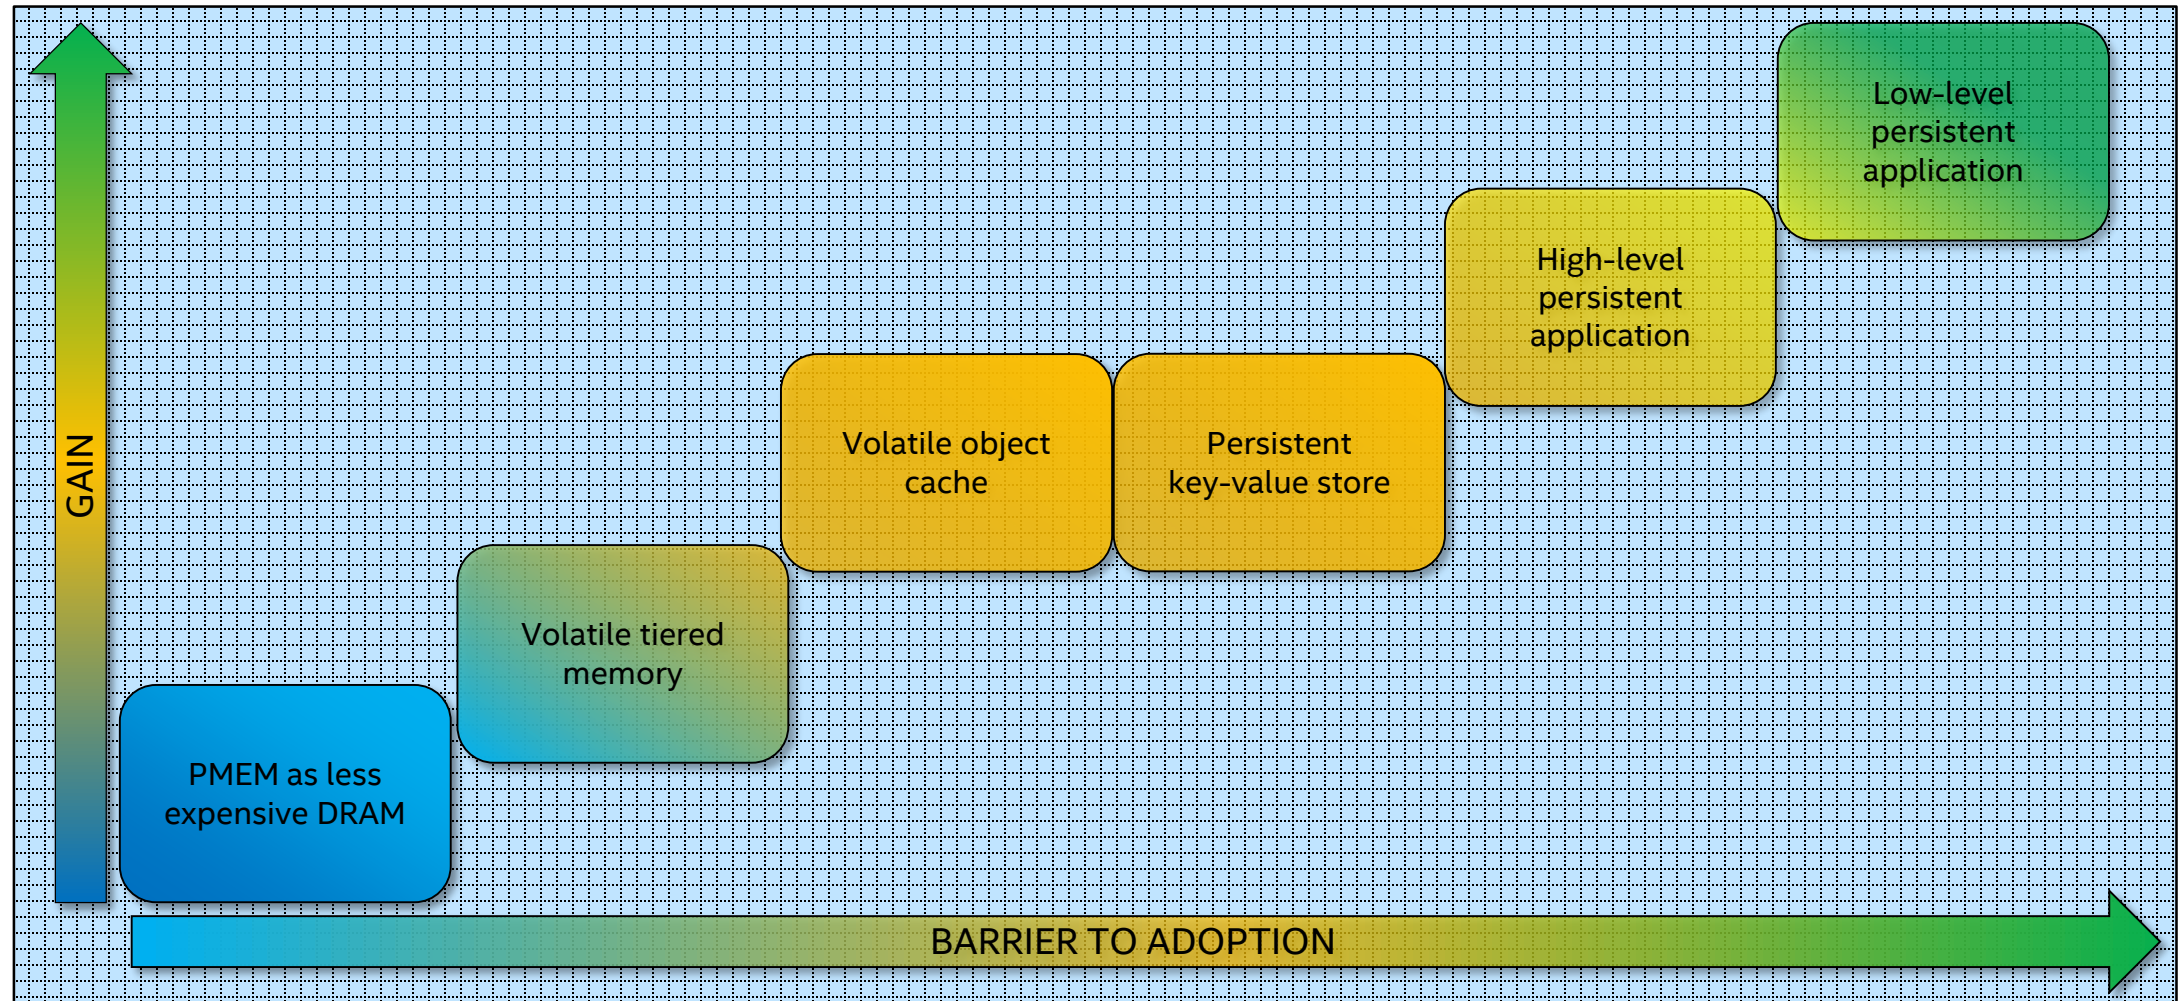 Low-level
persistent
application
High-level
persistent
application
Volatile object
cache
Persistent
key-value store
GAIN
Volatile tiered
memory
PMEM as less
expensive DRAM
BARRIER TO ADOPTION